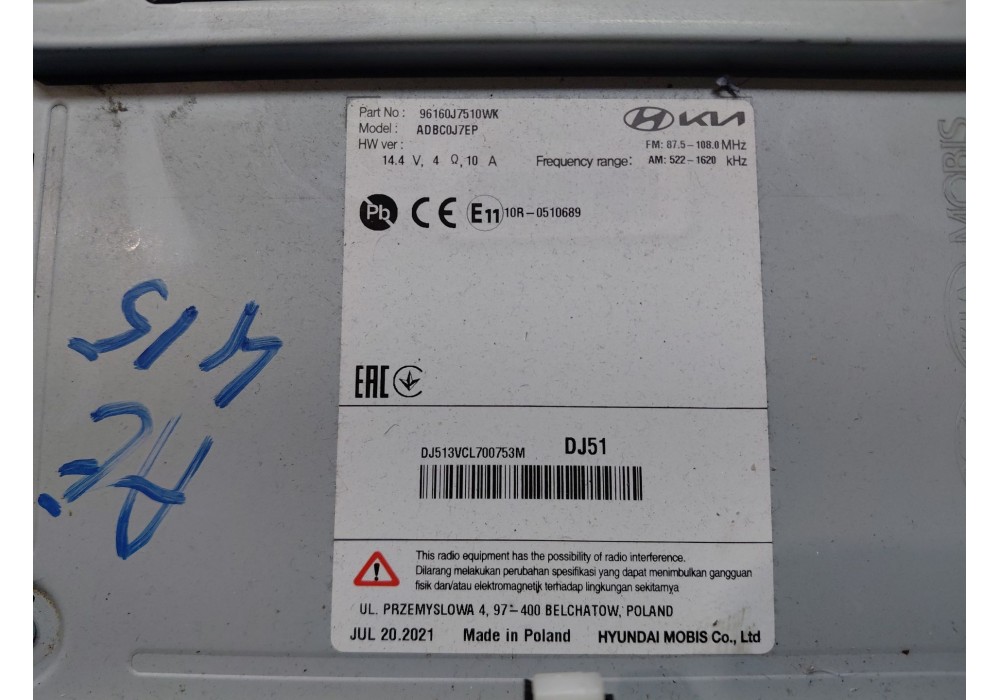 Part No : 96160J7510WK
Model : ADBC0J7EP
HW ver :
14.4 V, 4 Ω, 10 A
KIA
FM: 87.5 - 108.0 MHz
Frequency range: AM: 522 - 1620 kHz
Pb CE E11 10R-0510689
EAC
DJ513VCL700753M DJ51
This radio equipment has the possibility of radio interference.
Dilarang melakukan perubahan spesifikasi yang dapat menimbulkan gangguan
fisik dan/atau elektromagnetjk terhadap lingkungan sekitarnya
UL. PRZEMYSLOWA 4, 97-400 BELCHATOW, POLAND
JUL 20.2021 Made in Poland HYUNDAI MOBIS Co., Ltd
MOBIS